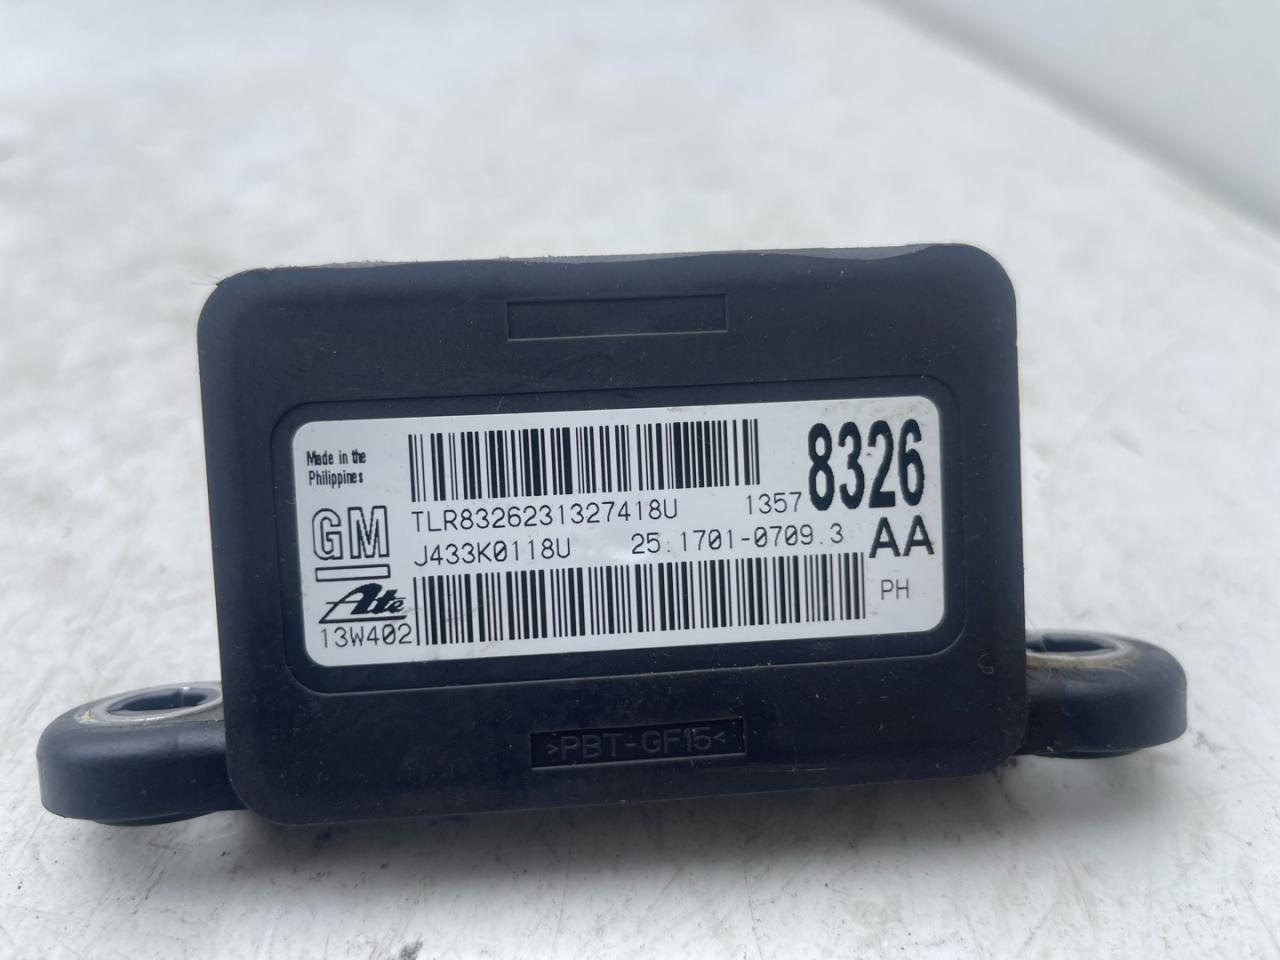 Made in the
Philippines
GM
Ate
13W402
TLR8326231327418U
J433K0118U
25.1701-0709.3
1357 8326
AA
PH
>PBT-GF15<
6